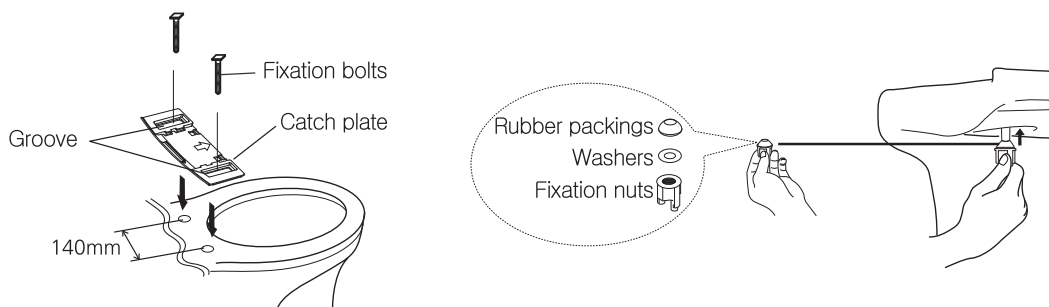 Fixation bolts
Groove
Catch plate
140mm
Rubber packings
Washers
Fixation nuts